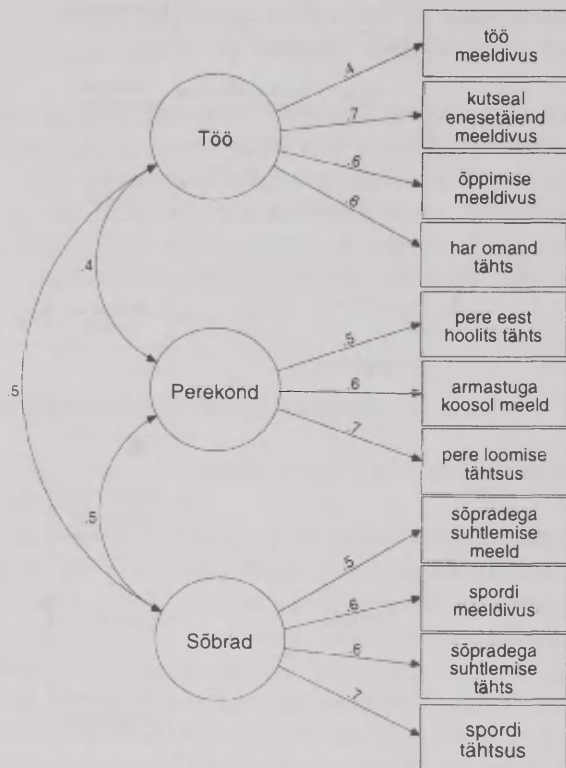 töö
meeldivus
.4
kutseal
enesetäiend
meeldivus
.7
Töö
õppimise
meeldivus
.6
har omand
tähts
.6
.4
pere eest
hoolits tähts
.5
Perekond
armastuga
koosol meeld
.6
pere loomise
tähtsus
.7
.5
.5
sõpradega
suhtlemise
meeld
.5
spordi
meeldivus
.6
Sõbrad
sõpradega
suhtlemise
tähts
.6
spordi
tähtsus
.7